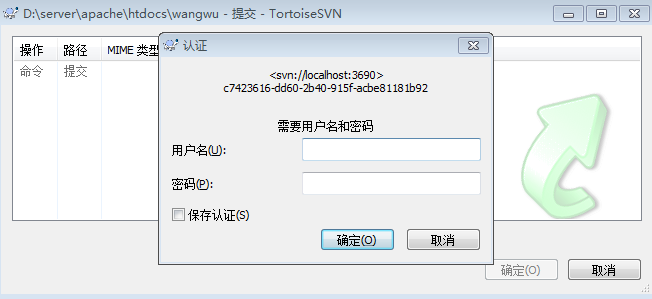 D:\server\apache\htdocs\wangwu - 提交 - TortoiseSVN
操作 路径 MIME 类型
命令 提交
认证
<svn://localhost:3690>
c7423616-dd60-2b40-915f-acbe81181b92
需要用户名和密码
用户名(U):
密码(P):
保存认证(S)
确定(O) 取消
确定(O) 取消